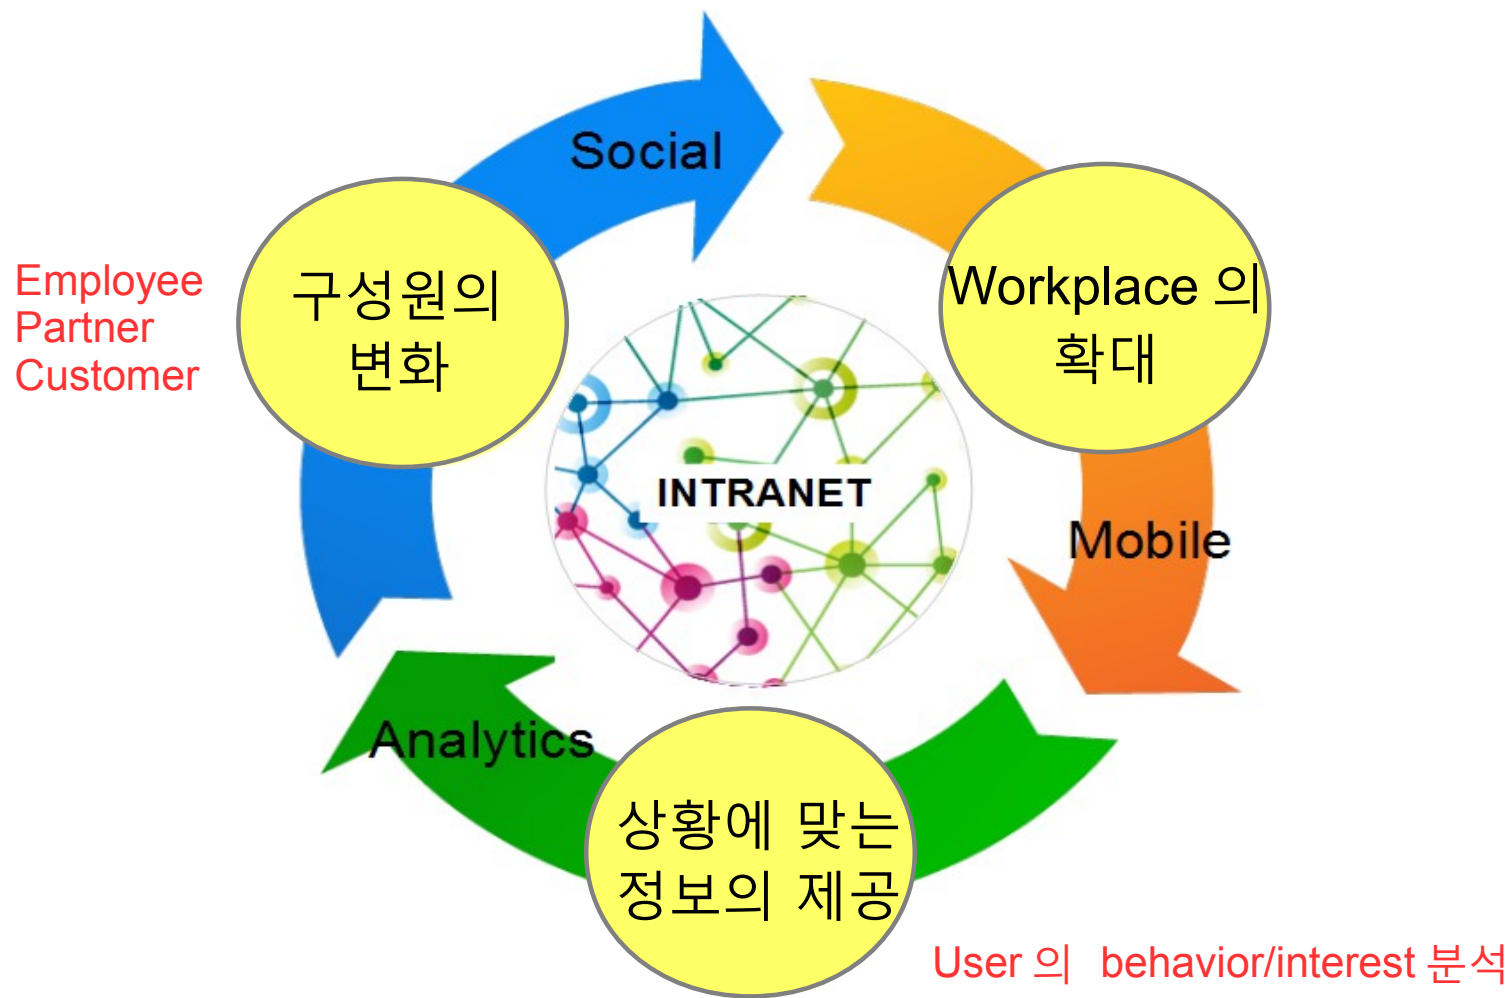 Social
Employee
Partner
Customer
구성원의
변화
Workplace 의
확대
INTRANET
Mobile
Analytics
상황에 맞는
정보의 제공
User 의 behavior/interest 분석